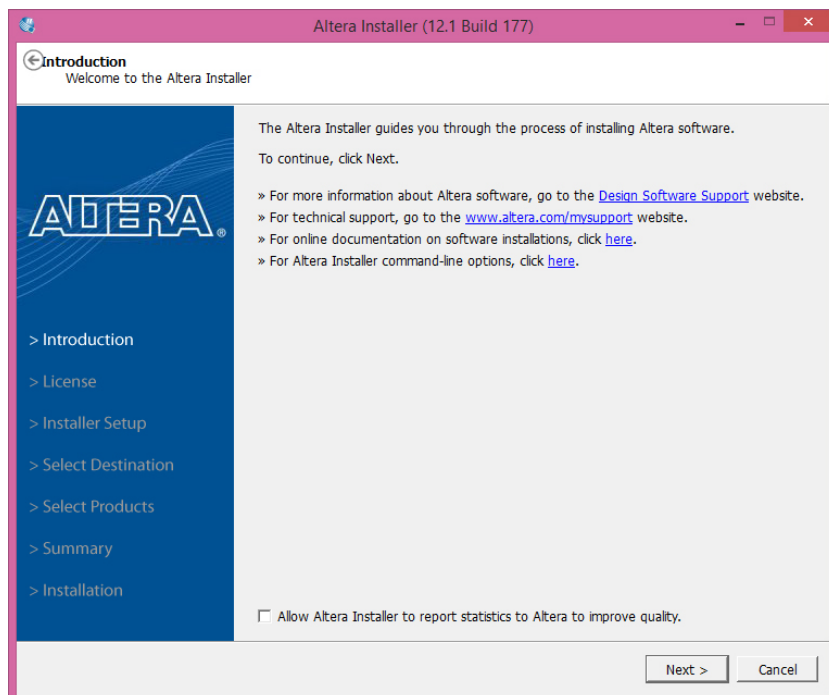 Altera Installer (12.1 Build 177)
Introduction
Welcome to the Altera Installer
The Altera Installer guides you through the process of installing Altera software.
To continue, click Next.
» For more information about Altera software, go to the Design Software Support website.
» For technical support, go to the www.altera.com/mysupport website.
» For online documentation on software installations, click here.
» For Altera Installer command-line options, click here.
ALTERA®
> Introduction
> License
> Installer Setup
> Select Destination
> Select Products
> Summary
> Installation
Allow Altera Installer to report statistics to Altera to improve quality.
Next >
Cancel